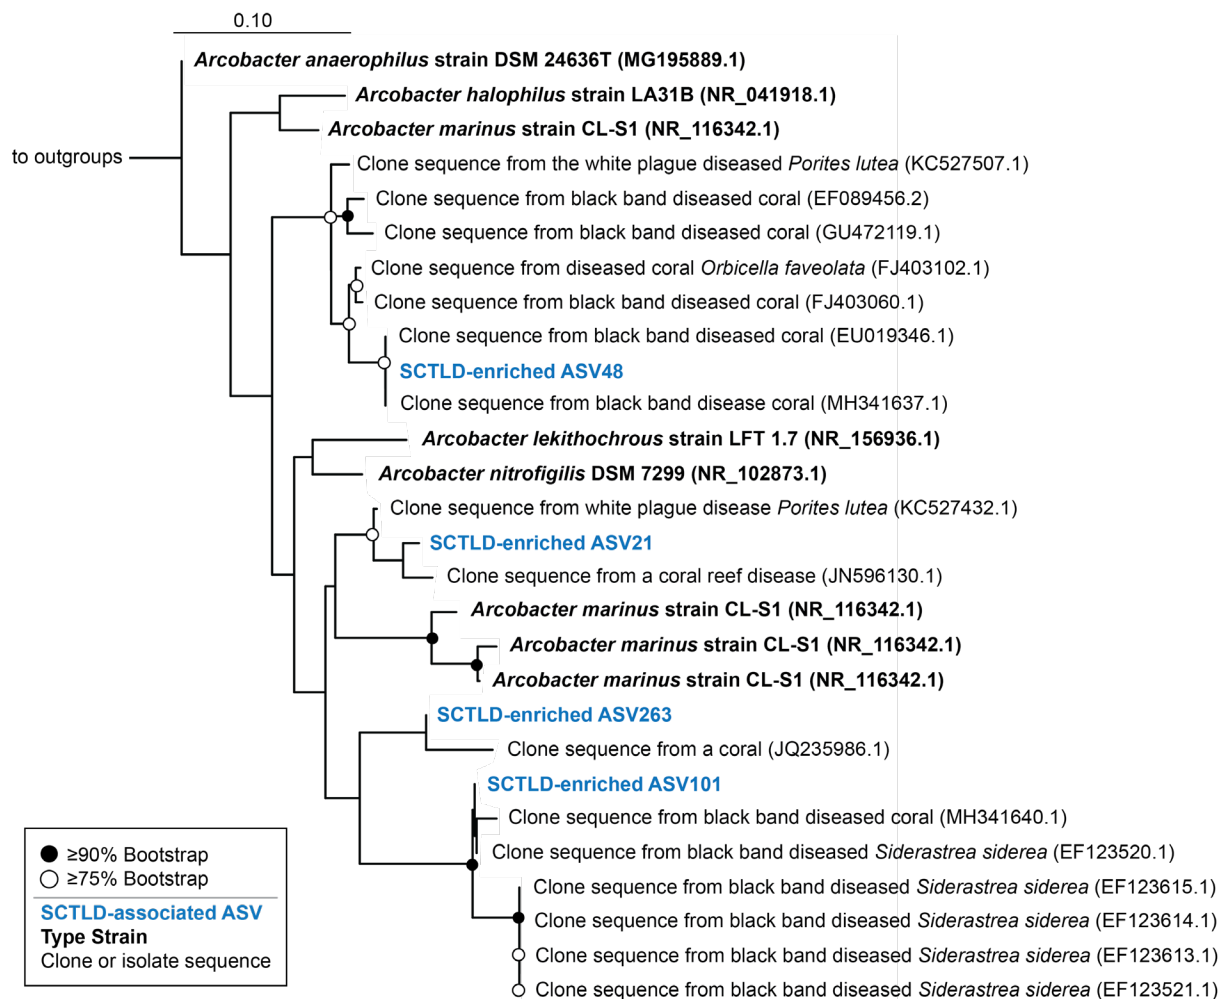 0.10
Arcobacter anaerophilus strain DSM 24636T (MG195889.1)
Arcobacter halophilus strain LA31B (NR_041918.1)
Arcobacter marinus strain CL-S1 (NR_116342.1)
to outgroups
Clone sequence from the white plague diseased Porites lutea (KC527507.1)
Clone sequence from black band diseased coral (EF089456.2)
Clone sequence from black band diseased coral (GU472119.1)
Clone sequence from diseased coral Orbicella faveolata (FJ403102.1)
Clone sequence from black band diseased coral (FJ403060.1)
Clone sequence from black band diseased coral (EU019346.1)
SCTLD-enriched ASV48
Clone sequence from black band disease coral (MH341637.1)
Arcobacter lekithochrous strain LFT 1.7 (NR_156936.1)
Arcobacter nitrofigilis DSM 7299 (NR_102873.1)
Clone sequence from white plague disease Porites lutea (KC527432.1)
SCTLD-enriched ASV21
Clone sequence from a coral reef disease (JN596130.1)
Arcobacter marinus strain CL-S1 (NR_116342.1)
Arcobacter marinus strain CL-S1 (NR_116342.1)
Arcobacter marinus strain CL-S1 (NR_116342.1)
SCTLD-enriched ASV263
Clone sequence from a coral (JQ235986.1)
SCTLD-enriched ASV101
Clone sequence from black band diseased coral (MH341640.1)
Clone sequence from black band diseased Siderastrea siderea (EF123520.1)
Clone sequence from black band diseased Siderastrea siderea (EF123615.1)
Clone sequence from black band diseased Siderastrea siderea (EF123614.1)
Clone sequence from black band diseased Siderastrea siderea (EF123613.1)
Clone sequence from black band diseased Siderastrea siderea (EF123521.1)
≥90% Bootstrap
≥75% Bootstrap
SCTLD-associated ASV
Type Strain
Clone or isolate sequence